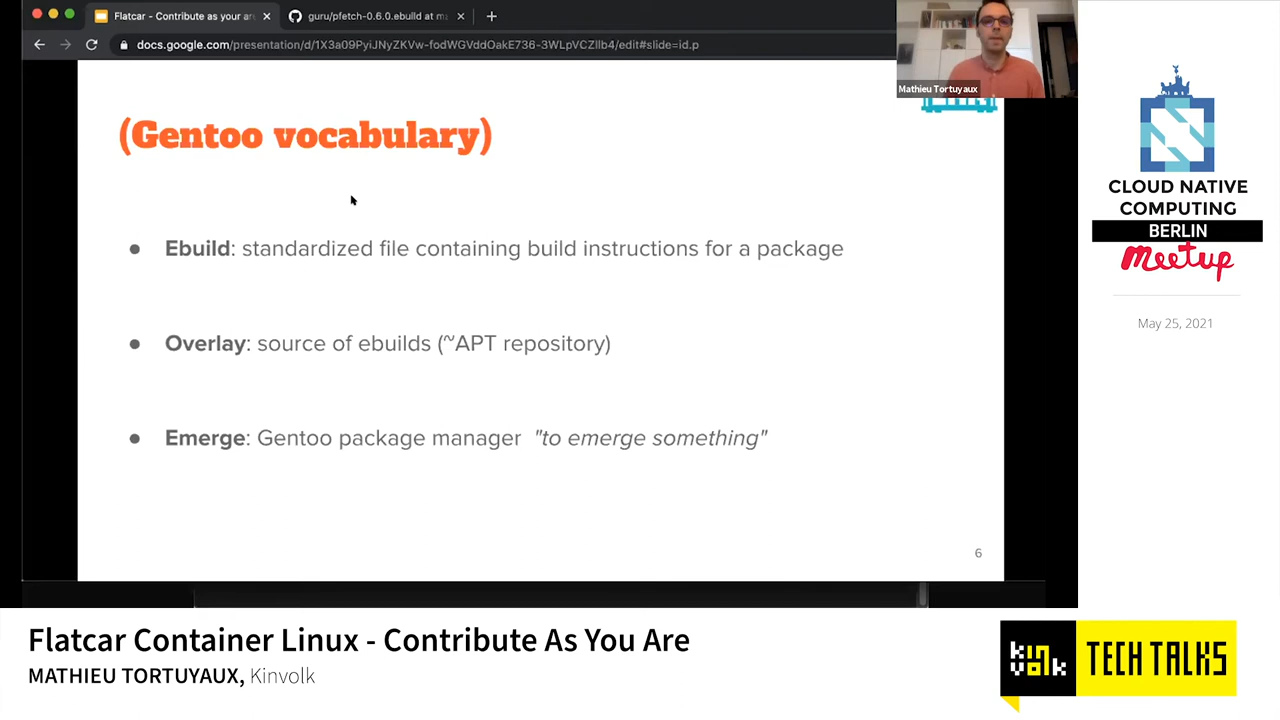 Flatcar - Contribute as your are
guru/pfetch-0.6.0.ebuild at m
docs.google.com/presentation/d/1X3a09PyiJNyZKVw-fodWGVddOakE736-3WLpVCZllb4/edit#slide=id.p
Mathieu Tortuyaux
(Gentoo vocabulary)
● Ebuild: standardized file containing build instructions for a package
● Overlay: source of ebuilds (~APT repository)
● Emerge: Gentoo package manager "to emerge something"
6
CLOUD NATIVE
COMPUTING
BERLIN
Meetup
May 25, 2021
Flatcar Container Linux - Contribute As You Are
MATHIEU TORTUYAUX, Kinvolk
kin
volk
TECH TALKS